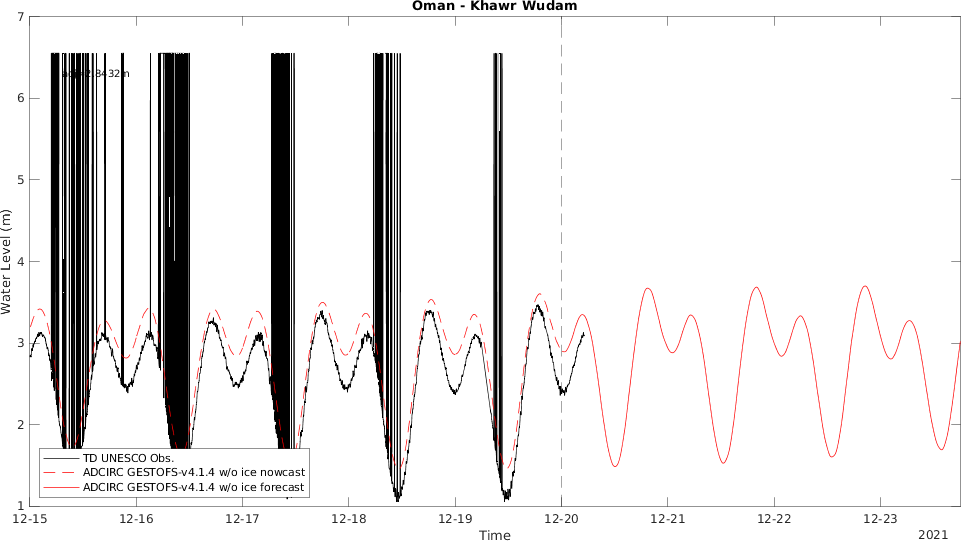 Oman - Khawr Wudam
7
6
5
4
3
2
1
Water Level (m)
TD UNESCO Obs.
ADCIRC GESTOFS-v4.1.4 w/o ice nowcast
ADCIRC GESTOFS-v4.1.4 w/o ice forecast
12-15
12-16
12-17
12-18
12-19
12-20
12-21
12-22
12-23
Time
2021